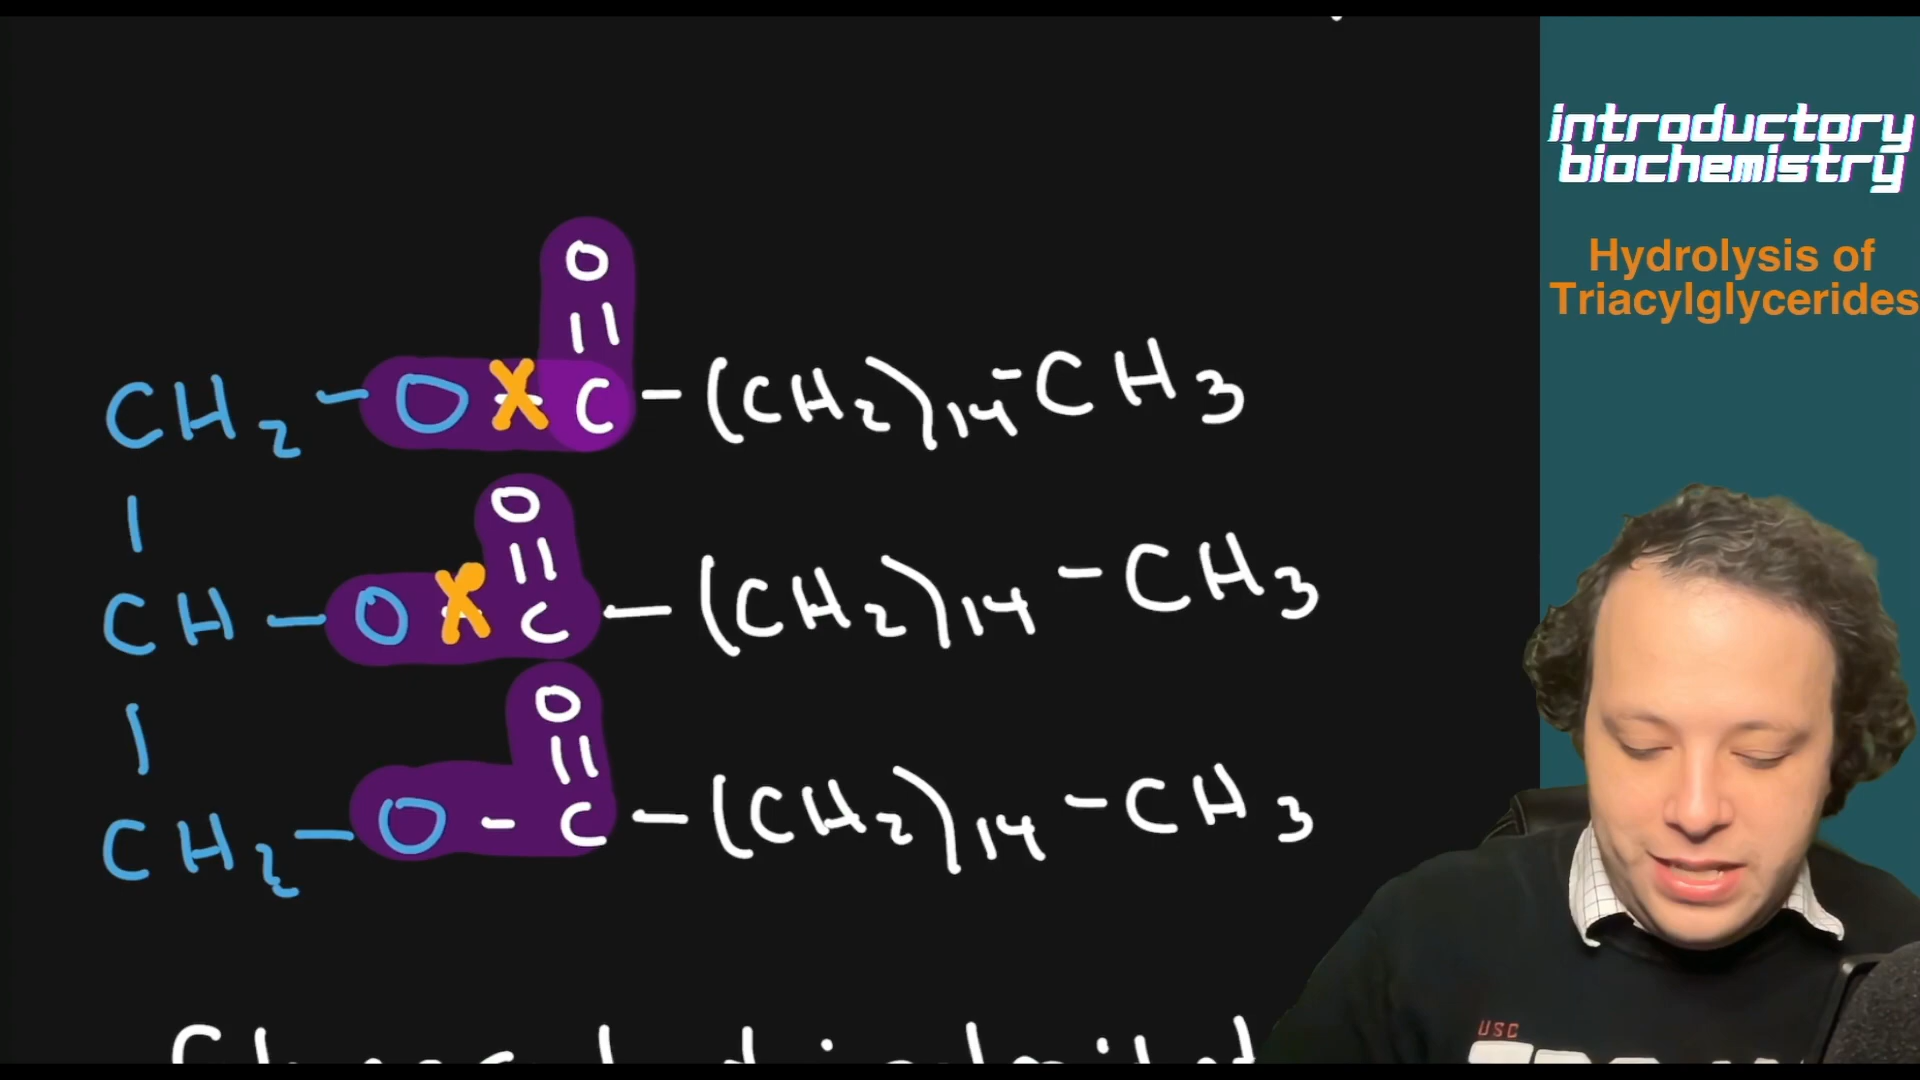 introductory
biochemistry
Hydrolysis of
Triacylglycerides
O
||
CH2 - O - C - (CH2)14 - CH3
|
O
||
CH - O - C - (CH2)14 - CH3
|
O
||
CH2 - O - C - (CH2)14 - CH3
USC